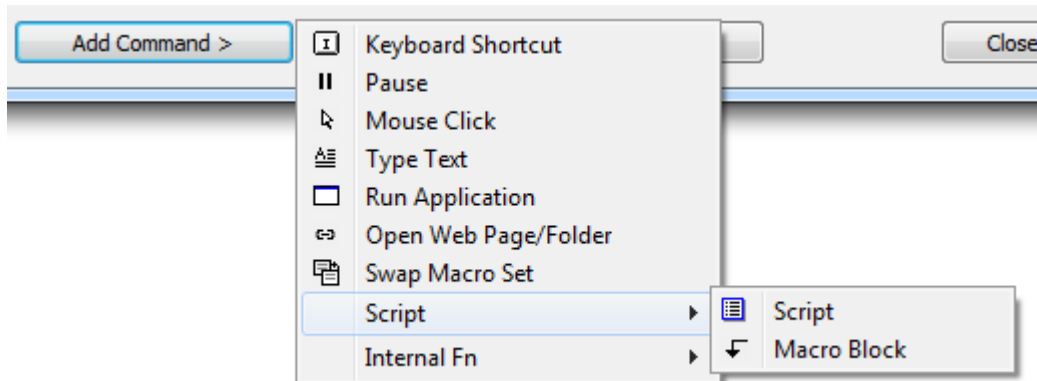 Add Command >
Keyboard Shortcut
Close
Pause
Mouse Click
Type Text
Run Application
Open Web Page/Folder
Swap Macro Set
Script
Script
Internal Fn
Macro Block